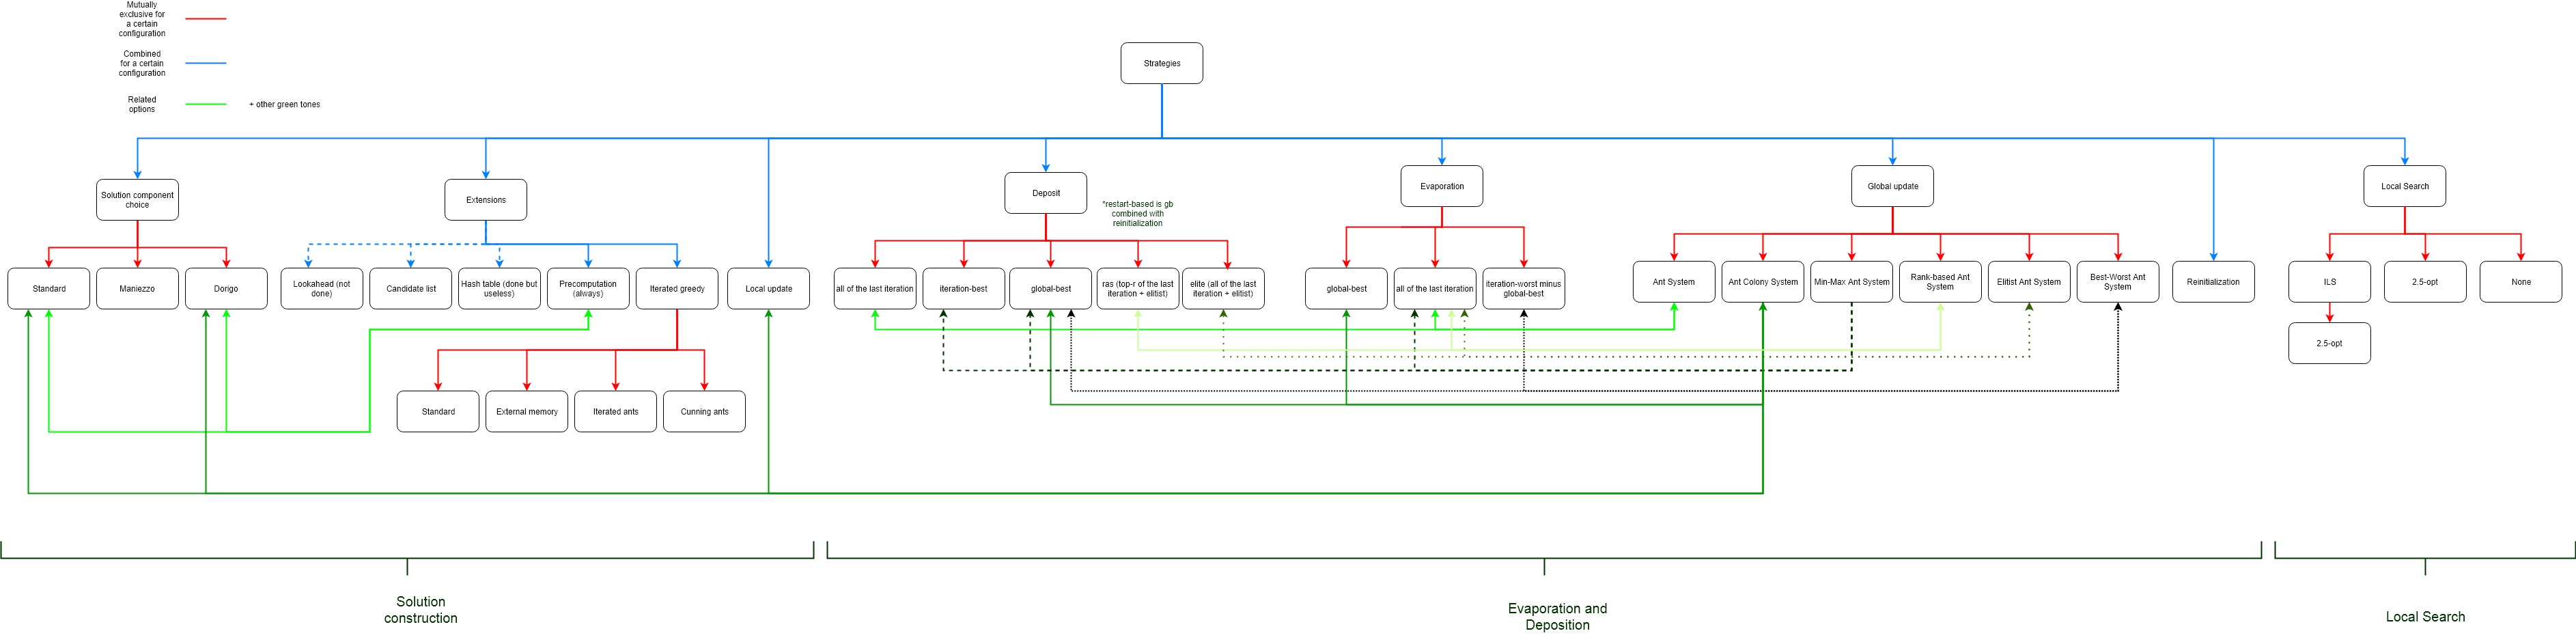 Mutually
exclusive for
a certain
configuration
Combined
for a certain
configuration
Related
options
+ other green tones
Strategies
Solution component
choice
Extensions
Deposit
*restart-based is gb
combined with
reinitialization
Evaporation
Global update
Local Search
Standard
Maniezzo
Dorigo
Lookahead (not
done)
Candidate list
Hash table (done but
useless)
Precomputation
(always)
Iterated greedy
Local update
all of the last iteration
iteration-best
global-best
ras (top-r of the last
iteration + elitist)
elite (all of the last
iteration + elitist)
global-best
all of the last iteration
iteration-worst minus
global-best
Ant System
Ant Colony System
Min-Max Ant System
Rank-based Ant
System
Elitist Ant System
Best-Worst Ant
System
Reinitialization
ILS
2.5-opt
None
2.5-opt
Standard
External memory
Iterated ants
Cunning ants
Solution
construction
Evaporation and
Deposition
Local Search